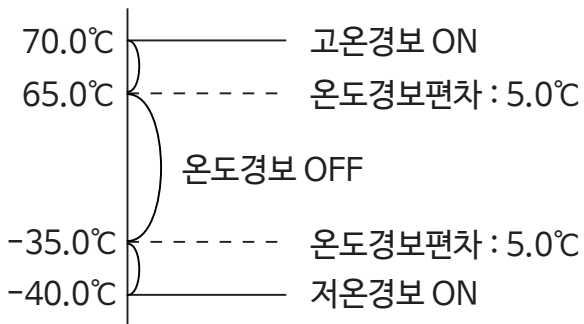 70.0℃ 고온경보 ON
65.0℃ 온도경보편차 : 5.0℃
온도경보 OFF
-35.0℃ 온도경보편차 : 5.0℃
-40.0℃ 저온경보 ON